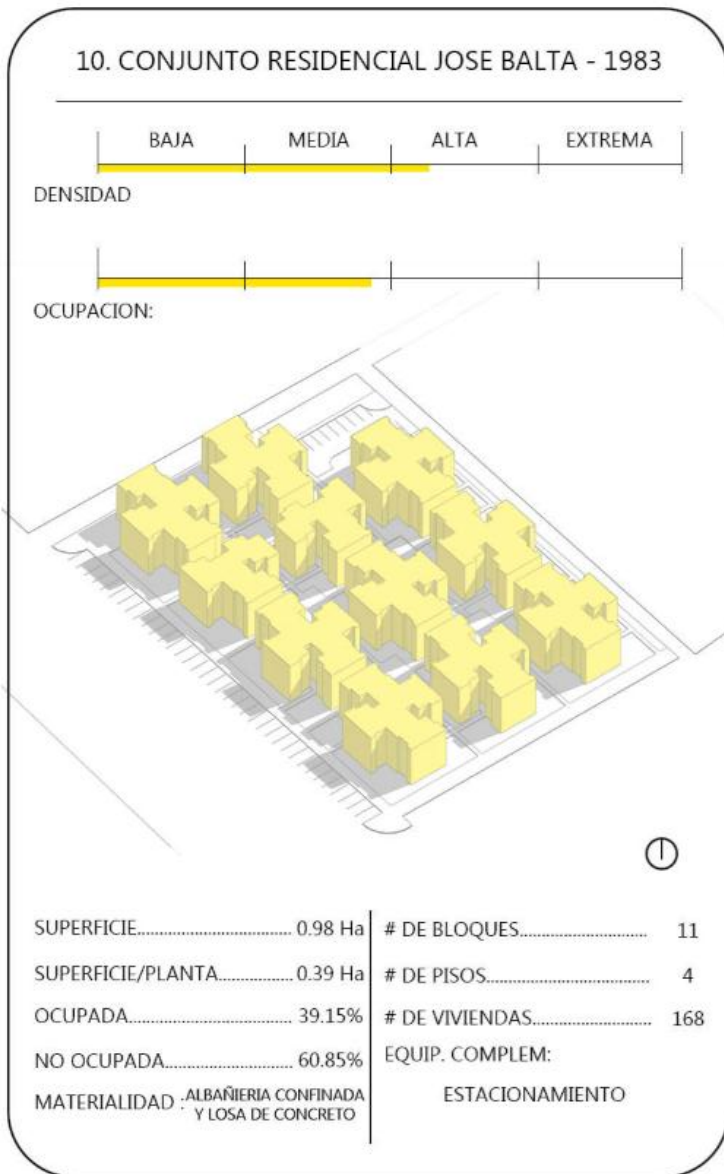 10. CONJUNTO RESIDENCIAL JOSE BALTA - 1983
BAJA MEDIA ALTA EXTREMA
DENSIDAD
OCUPACION:
SUPERFICIE............................ 0.98 Ha
SUPERFICIE/PLANTA............. 0.39 Ha
OCUPADA.............................. 39.15%
NO OCUPADA....................... 60.85%
MATERIALIDAD : ALBAÑIERIA CONFINADA
Y LOSA DE CONCRETO
# DE BLOQUES....................... 11
# DE PISOS............................. 4
# DE VIVIENDAS..................... 168
EQUIP. COMPLEM:
ESTACIONAMIENTO